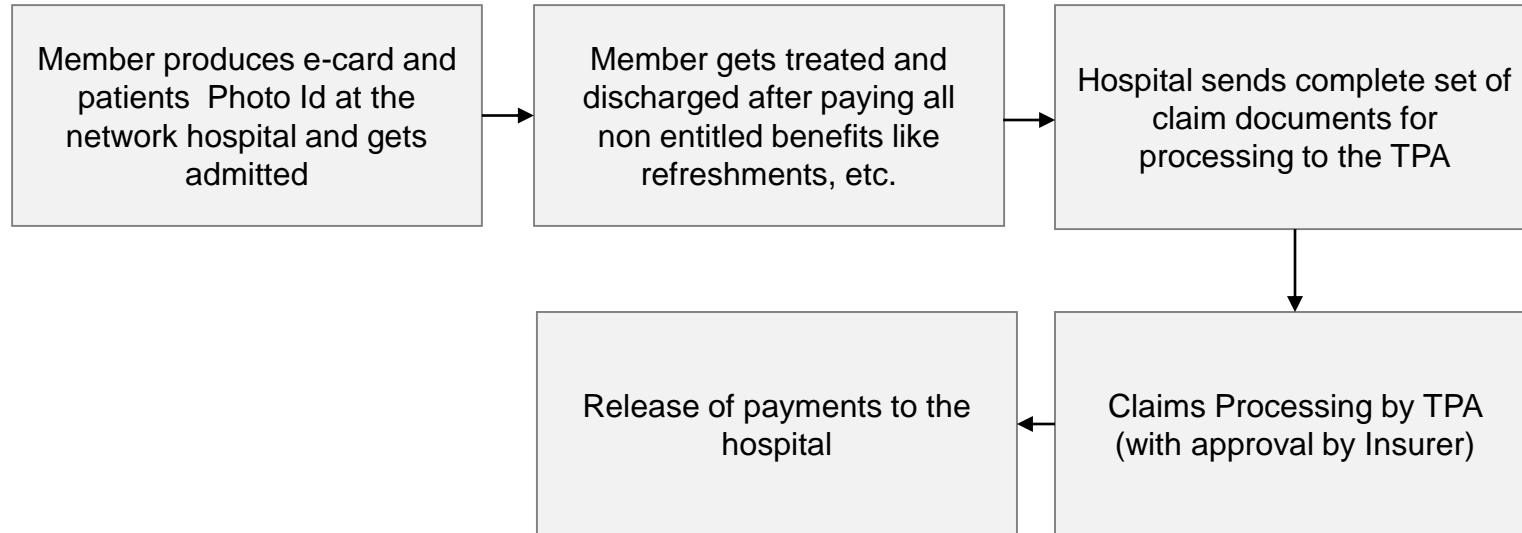 Member produces e-card and
patients Photo Id at the
network hospital and gets
admitted
Member gets treated and
discharged after paying all
non entitled benefits like
refreshments, etc.
Hospital sends complete set of
claim documents for
processing to the TPA
Claims Processing by TPA
(with approval by Insurer)
Release of payments to the
hospital